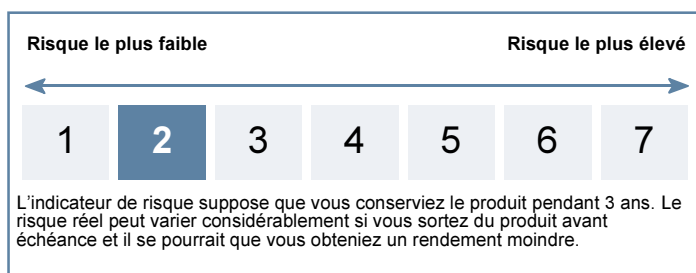 Risque le plus faible Risque le plus élevé
1 2 3 4 5 6 7
L’indicateur de risque suppose que vous conserviez le produit pendant 3 ans. Le
risque réel peut varier considérablement si vous sortez du produit avant
échéance et il se pourrait que vous obteniez un rendement moindre.